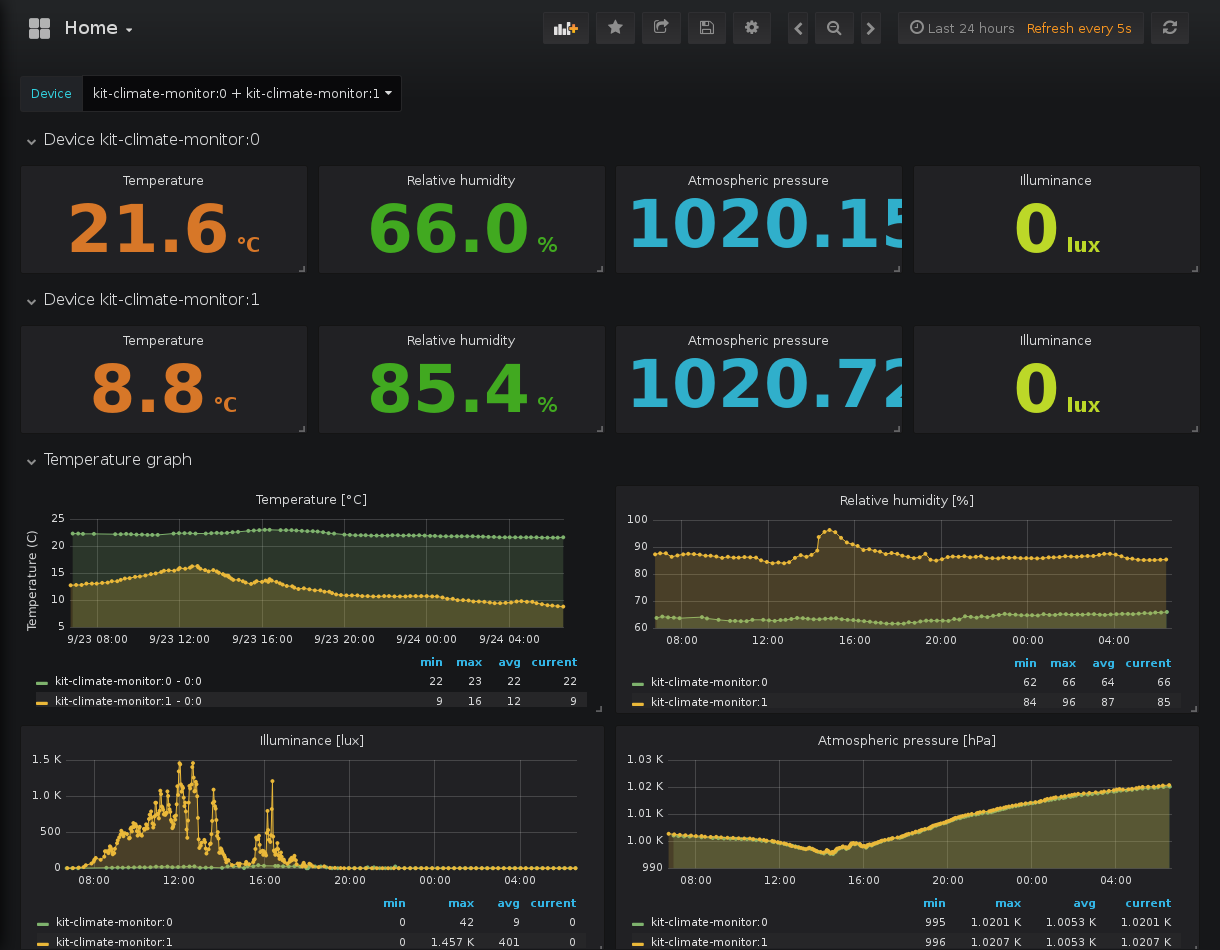 Home
Last 24 hours Refresh every 5s
Device kit-climate-monitor:0 + kit-climate-monitor:1
Device kit-climate-monitor:0
Temperature Relative humidity Atmospheric pressure Illuminance
21.6 °C 66.0 % 1020.15 0 lux
Device kit-climate-monitor:1
Temperature Relative humidity Atmospheric pressure Illuminance
8.8 °C 85.4 % 1020.72 0 lux
Temperature graph
Temperature [°C]
Temperature (C)
25
20
15
10
5
9/23 08:00 9/23 12:00 9/23 16:00 9/23 20:00 9/24 00:00 9/24 04:00
min max avg current
kit-climate-monitor:0 - 0:0 22 23 22 22
kit-climate-monitor:1 - 0:0 9 16 12 9
Relative humidity [%]
100
90
80
70
60
08:00 12:00 16:00 20:00 00:00 04:00
min max avg current
kit-climate-monitor:0 62 66 64 66
kit-climate-monitor:1 84 96 87 85
Illuminance [lux]
1.5 K
1.0 K
500
0
08:00 12:00 16:00 20:00 00:00 04:00
min max avg current
kit-climate-monitor:0 0 42 9 0
kit-climate-monitor:1 0 1.457 K 401 0
Atmospheric pressure [hPa]
1.03 K
1.02 K
1.01 K
1.00 K
990
08:00 12:00 16:00 20:00 00:00 04:00
min max avg current
kit-climate-monitor:0 995 1.0201 K 1.0053 K 1.0201 K
kit-climate-monitor:1 996 1.0207 K 1.0053 K 1.0207 K